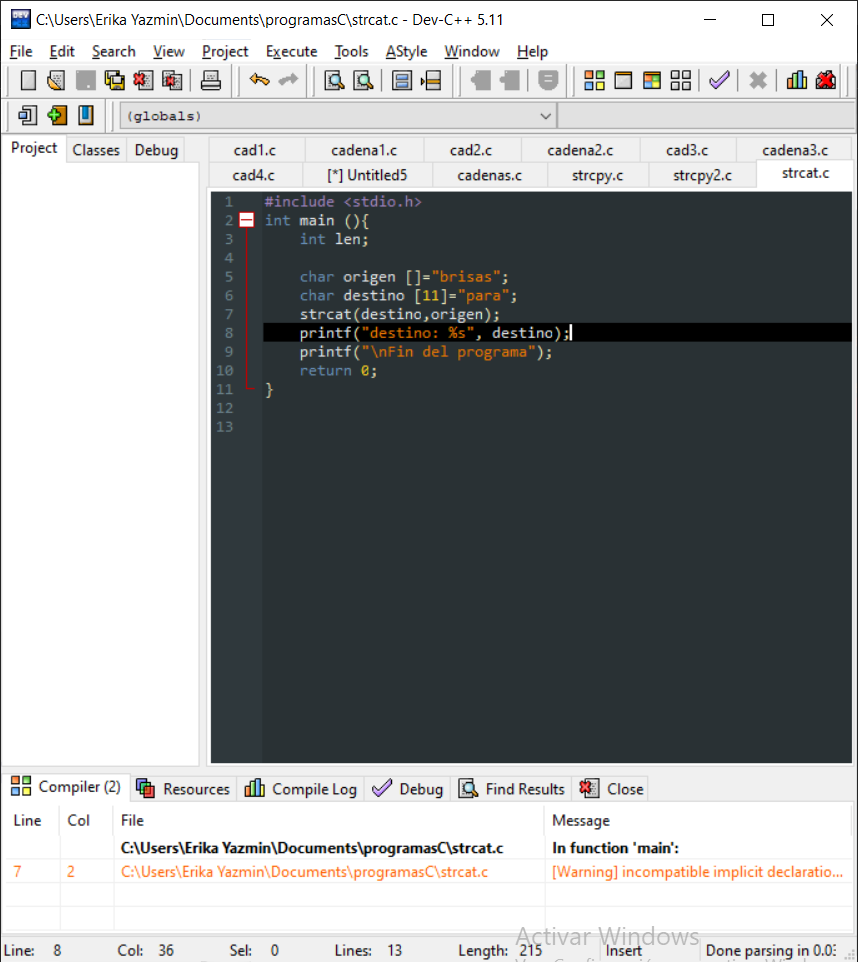 C:\Users\Erika Yazmin\Documents\programasC\strcat.c - Dev-C++ 5.11
File Edit Search View Project Execute Tools AStyle Window Help
(globals)
Project Classes Debug
cad1.c cadena1.c cad2.c cadena2.c cad3.c cadena3.c
cad4.c [*] Untitled5 cadenas.c strcpy.c strcpy2.c strcat.c
1 #include <stdio.h>
2 int main (){
3 int len;
4
5 char origen []="brisas";
6 char destino [11]="para";
7 strcat(destino,origen);
8 printf("destino: %s", destino);
9 printf("\nFin del programa");
10 return 0;
11 }
12
13
Compiler (2) Resources Compile Log Debug Find Results Close
Line Col File Message
C:\Users\Erika Yazmin\Documents\programasC\strcat.c In function 'main':
7 2 C:\Users\Erika Yazmin\Documents\programasC\strcat.c [Warning] incompatible implicit declaratio...
Activar Windows
Line: 8 Col: 36 Sel: 0 Lines: 13 Length: 215 Insert Done parsing in 0.03